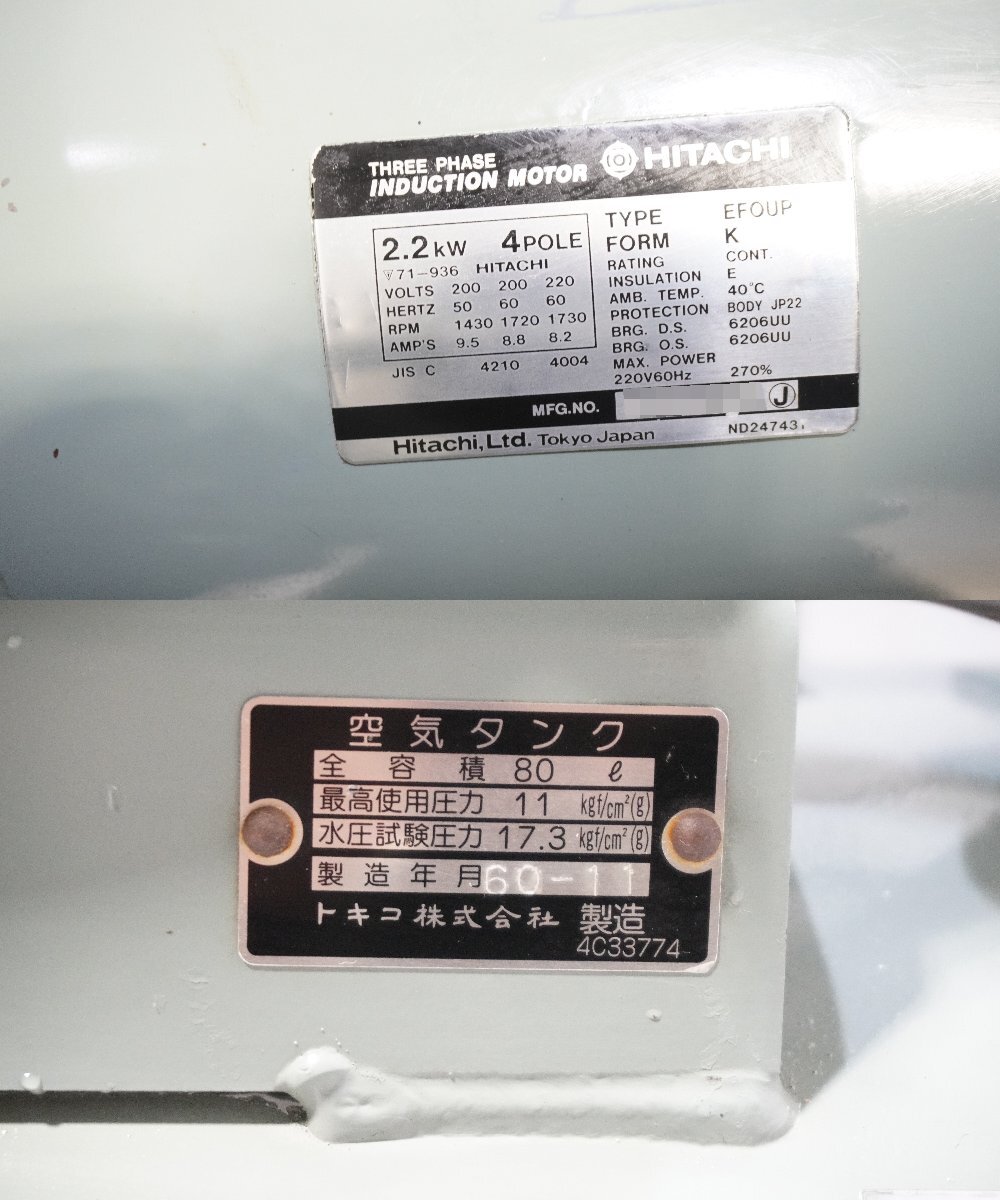 THREE PHASE
INDUCTION MOTOR HITACHI
2.2kW 4POLE
▽71-936 HITACHI
VOLTS 200 200 220
HERTZ 50 60 60
RPM 1430 1720 1730
AMP'S 9.5 8.8 8.2
JIS C 4210 4004
TYPE EFOUP
FORM K
RATING CONT.
INSULATION E
AMB. TEMP. 40°C
PROTECTION BODY JP22
BRG. D.S. 6206UU
BRG. O.S. 6206UU
MAX. POWER
220V60Hz 270%
MFG.NO. J
Hitachi,Ltd. Tokyo Japan ND24743
空気タンク
全容積 80 ℓ
最高使用圧力 11 kgf/cm²(g)
水圧試験圧力 17.3 kgf/cm²(g)
製造年月 60-11
トキコ株式会社 製造
4C33774